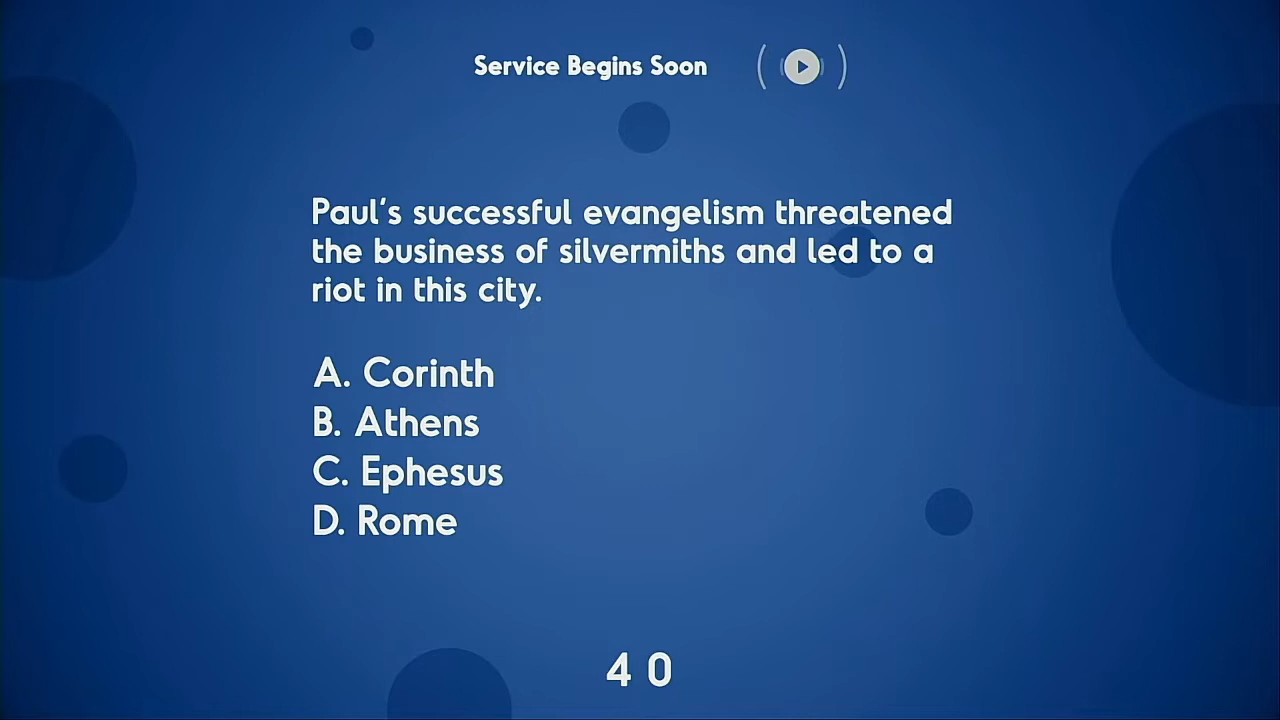 Service Begins Soon
Paul's successful evangelism threatened
the business of silvermiths and led to a
riot in this city.
A. Corinth
B. Athens
C. Ephesus
D. Rome
4 0